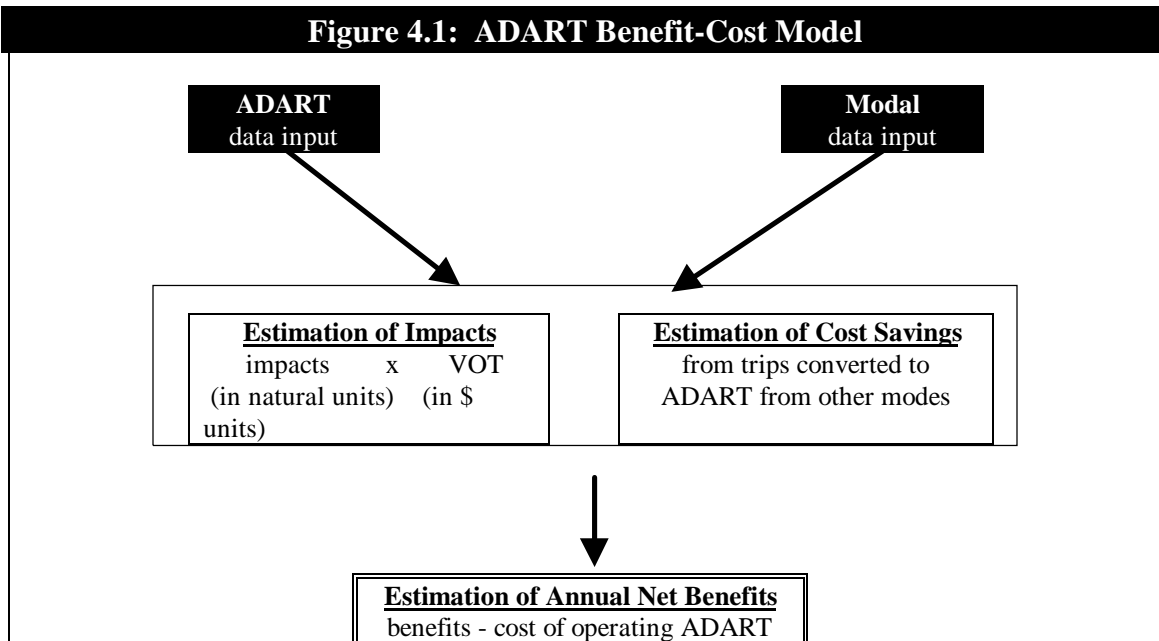 Figure 4.1: ADART Benefit-Cost Model
ADART
data input
Modal
data input
Estimation of Impacts
impacts x VOT
(in natural units) (in $
units)
Estimation of Cost Savings
from trips converted to
ADART from other modes
Estimation of Annual Net Benefits
benefits - cost of operating ADART